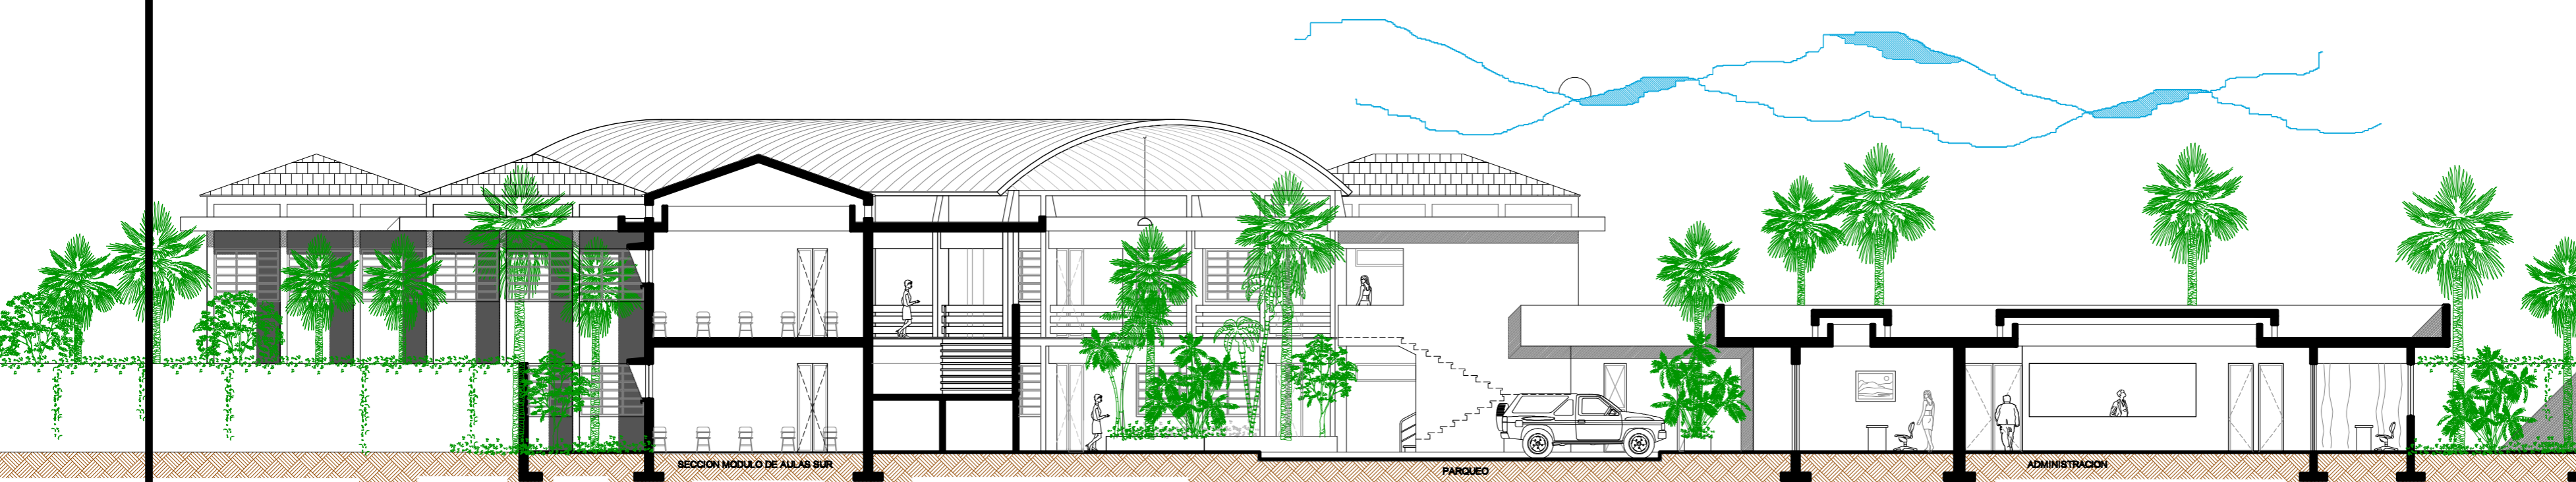 SECCION MODULO DE AULAS SUR
PARQUEO
ADMINISTRACION